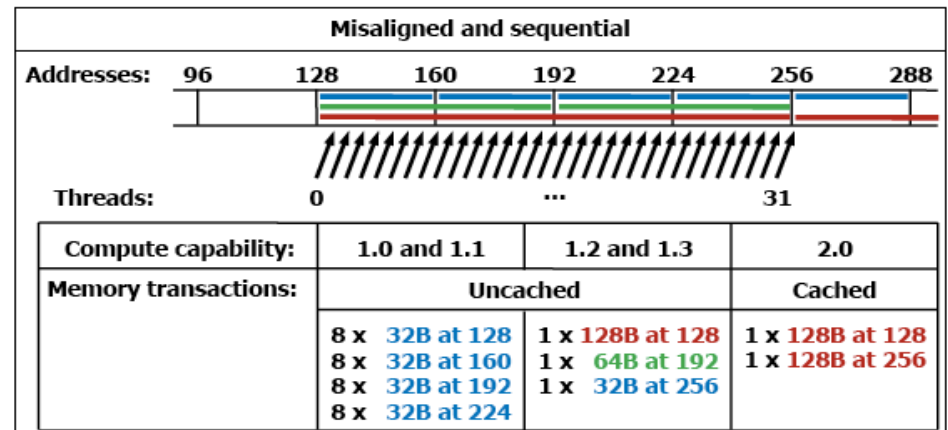 Misaligned and sequential
Addresses: 96 128 160 192 224 256 288
Threads: 0 ... 31
Compute capability: 1.0 and 1.1 1.2 and 1.3 2.0
Memory transactions: Uncached Cached
8 x 32B at 128 1 x 128B at 128 1 x 128B at 128
8 x 32B at 160 1 x 64B at 192 1 x 128B at 256
8 x 32B at 192 1 x 32B at 256
8 x 32B at 224